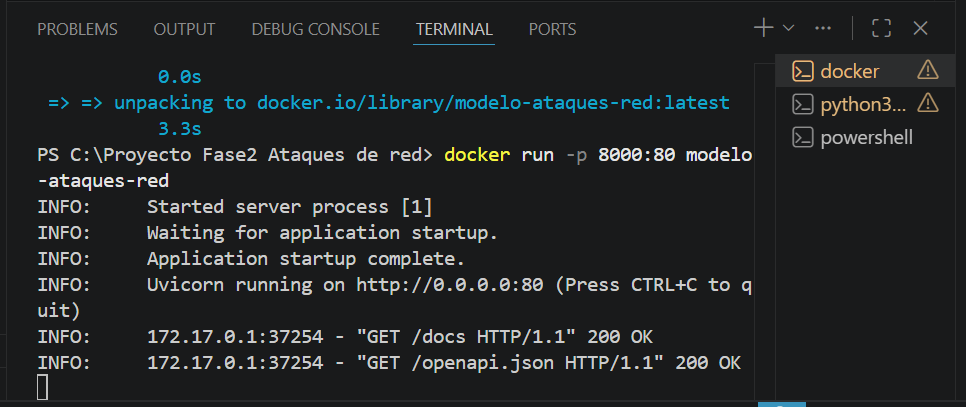 PROBLEMS OUTPUT DEBUG CONSOLE TERMINAL PORTS
0.0s
=> => unpacking to docker.io/library/modelo-ataques-red:latest
3.3s
PS C:\Proyecto Fase2 Ataques de red> docker run -p 8000:80 modelo
-ataques-red
INFO: Started server process [1]
INFO: Waiting for application startup.
INFO: Application startup complete.
INFO: Uvicorn running on http://0.0.0.0:80 (Press CTRL+C to q
uit)
INFO: 172.17.0.1:37254 - "GET /docs HTTP/1.1" 200 OK
INFO: 172.17.0.1:37254 - "GET /openapi.json HTTP/1.1" 200 OK
docker
python3...
powershell